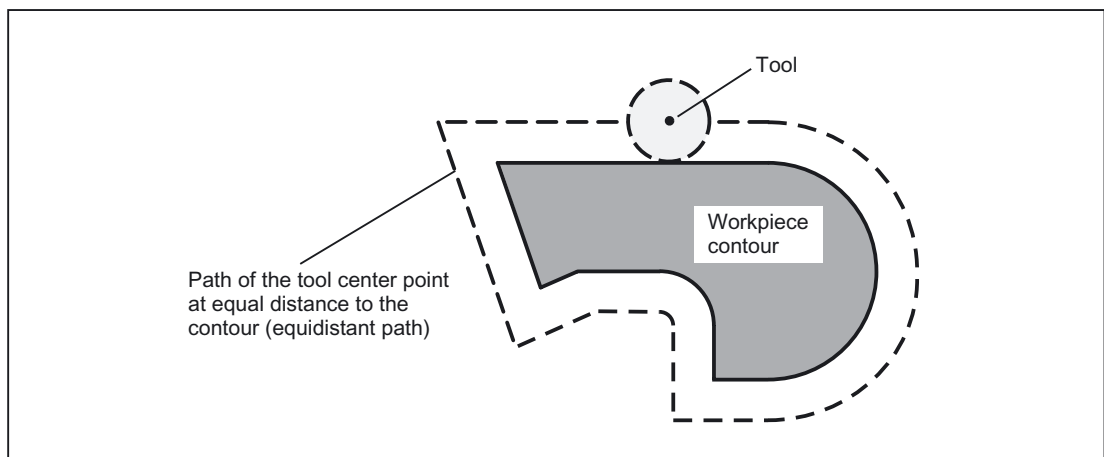 Tool
Workpiece
contour
Path of the tool center point
at equal distance to the
contour (equidistant path)